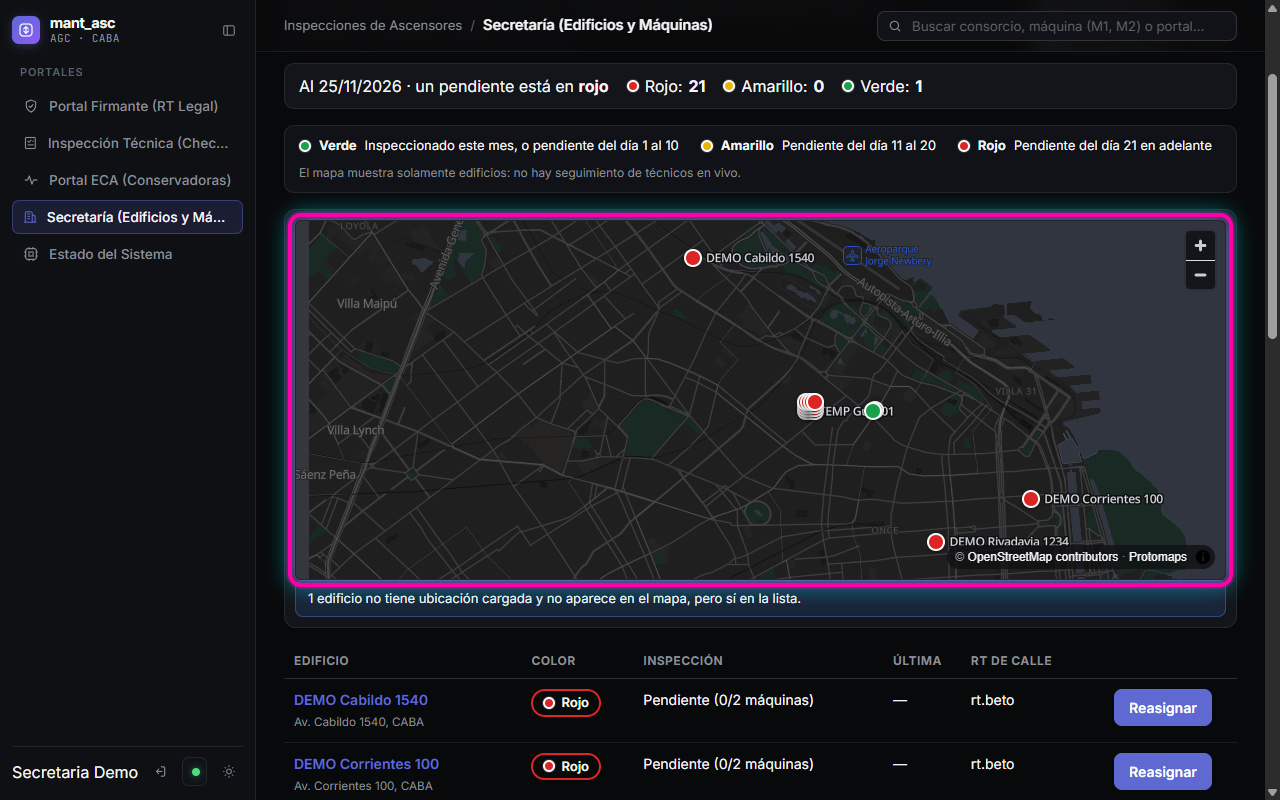 mant_asc
AGC · CABA
PORTALES
Portal Firmante (RT Legal)
Inspección Técnica (Chec...
Portal ECA (Conservadoras)
Secretaría (Edificios y Má...
Estado del Sistema
Secretaria Demo
Inspecciones de Ascensores / Secretaría (Edificios y Máquinas)
Buscar consorcio, máquina (M1, M2) o portal...
Al 25/11/2026 · un pendiente está en rojo Rojo: 21 Amarillo: 0 Verde: 1
Verde Inspeccionado este mes, o pendiente del día 1 al 10 Amarillo Pendiente del día 11 al 20 Rojo Pendiente del día 21 en adelante
El mapa muestra solamente edificios: no hay seguimiento de técnicos en vivo.
LOYOLA
Avenida Gene
DEMO Cabildo 1540
Aeroparque
Jorge Newbery
+
−
Autopista Arturo Illia
Villa Maipú
VILLA 31
TEMP
01
Villa Lynch
Sáenz Peña
DEMO Corrientes 100
ONCE
DEMO Rivadavia 1234
© OpenStreetMap contributors · Protomaps
1 edificio no tiene ubicación cargada y no aparece en el mapa, pero sí en la lista.
EDIFICIO COLOR INSPECCIÓN ÚLTIMA RT DE CALLE
DEMO Cabildo 1540 Rojo Pendiente (0/2 máquinas) — rt.beto Reasignar
Av. Cabildo 1540, CABA
DEMO Corrientes 100 Rojo Pendiente (0/2 máquinas) — rt.beto Reasignar
Av. Corrientes 100, CABA